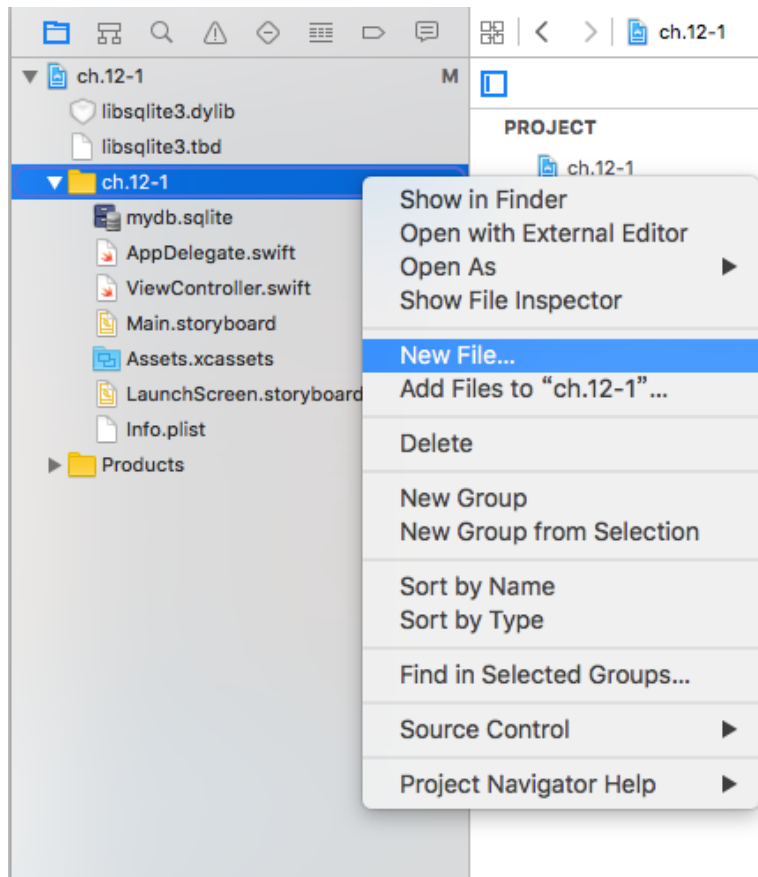 ch.12-1
ch.12-1 M
libsqlite3.dylib
libsqlite3.tbd
ch.12-1
mydb.sqlite
AppDelegate.swift
ViewController.swift
Main.storyboard
Assets.xcassets
LaunchScreen.storyboard
Info.plist
Products
PROJECT
ch.12-1
Show in Finder
Open with External Editor
Open As
Show File Inspector
New File...
Add Files to “ch.12-1”...
Delete
New Group
New Group from Selection
Sort by Name
Sort by Type
Find in Selected Groups...
Source Control
Project Navigator Help